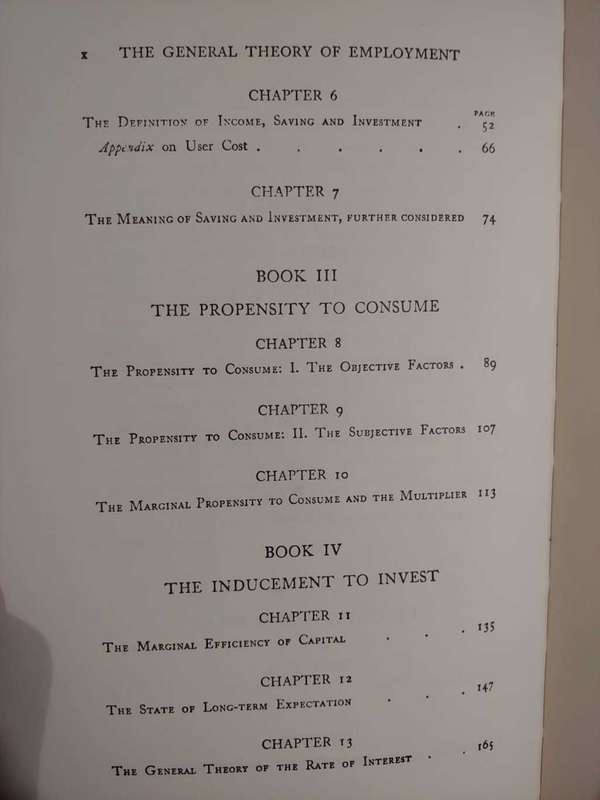 x THE GENERAL THEORY OF EMPLOYMENT
CHAPTER 6
PAGE
The Definition of Income, Saving and Investment . 52
Appendix on User Cost . . . . . . 66
CHAPTER 7
The Meaning of Saving and Investment, further considered 74
BOOK III
THE PROPENSITY TO CONSUME
CHAPTER 8
The Propensity to Consume: I. The Objective Factors . 89
CHAPTER 9
The Propensity to Consume: II. The Subjective Factors 107
CHAPTER 10
The Marginal Propensity to Consume and the Multiplier 113
BOOK IV
THE INDUCEMENT TO INVEST
CHAPTER 11
The Marginal Efficiency of Capital . . . 135
CHAPTER 12
The State of Long-term Expectation . . . 147
CHAPTER 13
The General Theory of the Rate of Interest . . 165